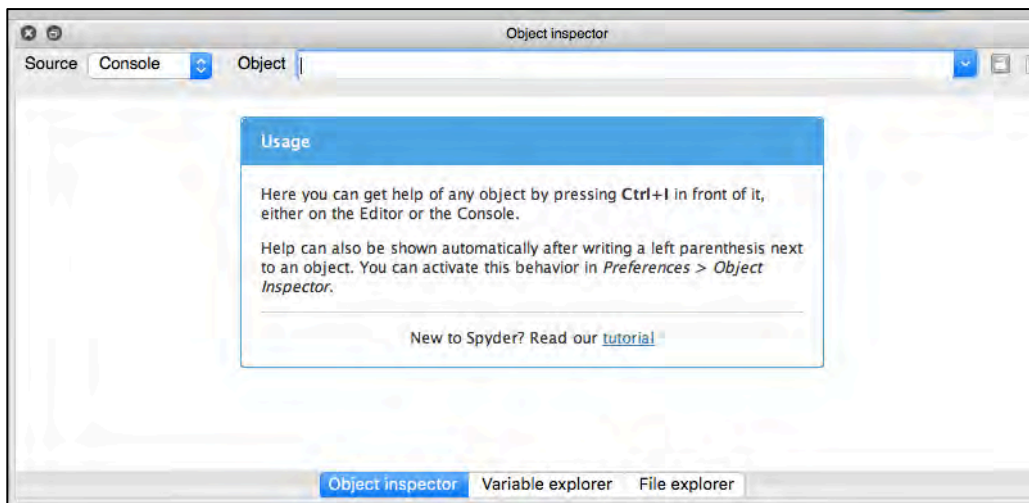 Object inspector
Source Console Object
Usage
Here you can get help of any object by pressing Ctrl+I in front of it,
either on the Editor or the Console.
Help can also be shown automatically after writing a left parenthesis next
to an object. You can activate this behavior in Preferences > Object
Inspector.
New to Spyder? Read our tutorial
Object inspector Variable explorer File explorer